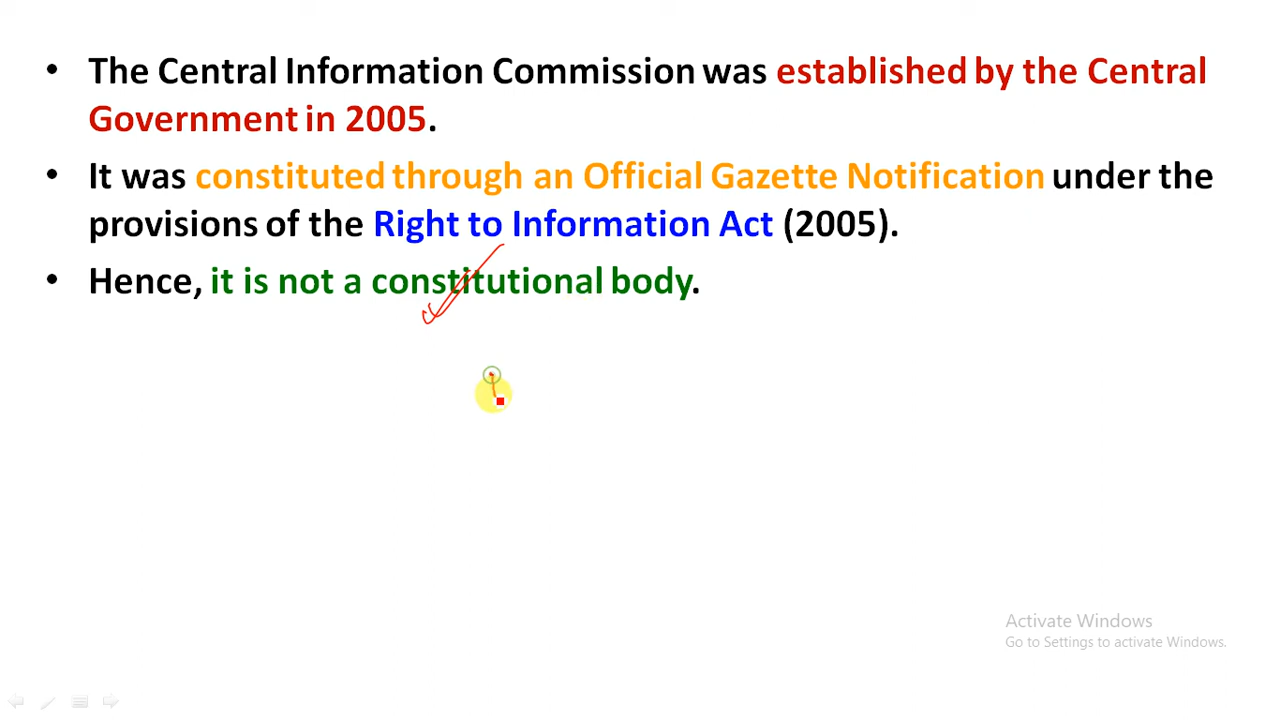 • The Central Information Commission was established by the Central
Government in 2005.
• It was constituted through an Official Gazette Notification under the
provisions of the Right to Information Act (2005).
• Hence, it is not a constitutional body.
Activate Windows
Go to Settings to activate Windows.